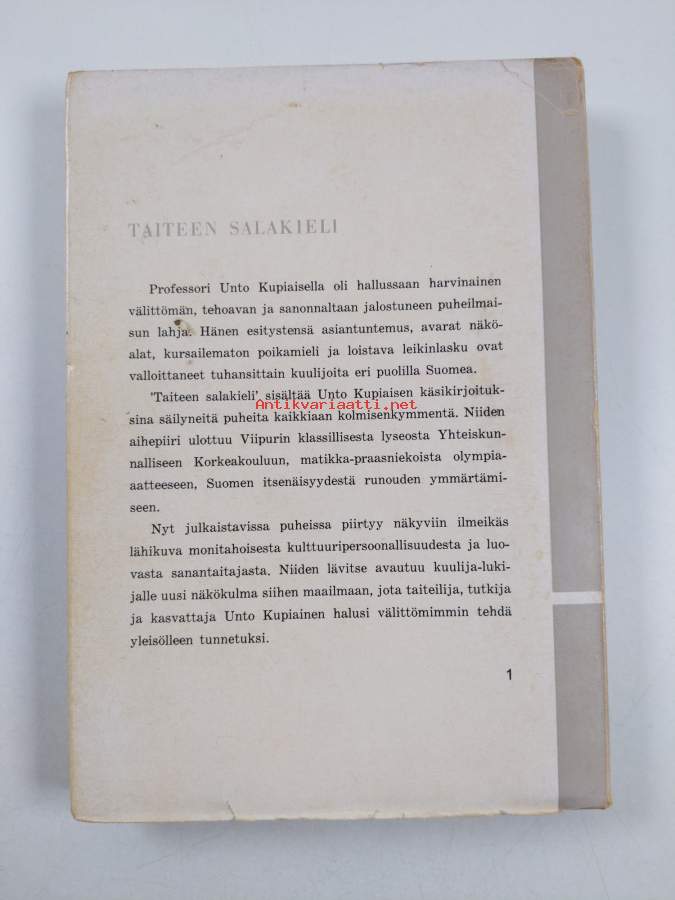 TAITEEN SALAKIELI
Professori Unto Kupiaisella oli hallussaan harvinainen
välittömän, tehoavan ja sanonnaltaan jalostuneen puheilmai-
sun lahja. Hänen esitystensä asiantuntemus, avarat näkö-
alat, kursailematon poikamieli ja loistava leikinlasku ovat
valloittaneet tuhansittain kuulijoita eri puolilla Suomea.
'Taiteen salakieli' sisältää Unto Kupiaisen käsikirjoituk-
Antikvariaatti.net
sina säilyneitä puheita kaikkiaan kolmisenkymmentä. Niiden
aihepiiri ulottuu Viipurin klassillisesta lyseosta Yhteiskun-
nalliseen Korkeakouluun, matikka-praasniekoista olympia-
aatteeseen, Suomen itsenäisyydestä runouden ymmärtämi-
seen.
Nyt julkaistavissa puheissa piirtyy näkyviin ilmeikäs
lähikuva monitahoisesta kulttuuripersoonallisuudesta ja luo-
vasta sanantaitajasta. Niiden lävitse avautuu kuulija-luki-
jalle uusi näkökulma siihen maailmaan, jota taiteilija, tutkija
ja kasvattaja Unto Kupiainen halusi välittömimmin tehdä
yleisölleen tunnetuksi.
1